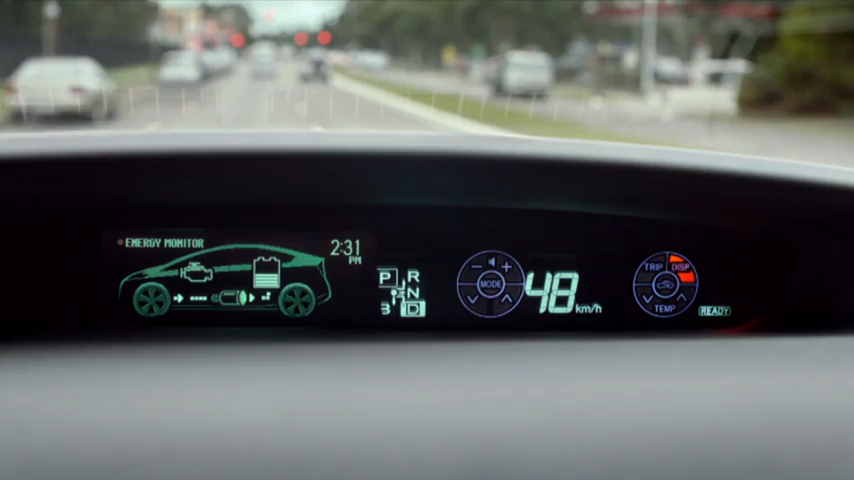 ENERGY MONITOR
2:31
PM
P R
N
B D
− +
MODE
48 km/h
TRIP DISP
TEMP
READY